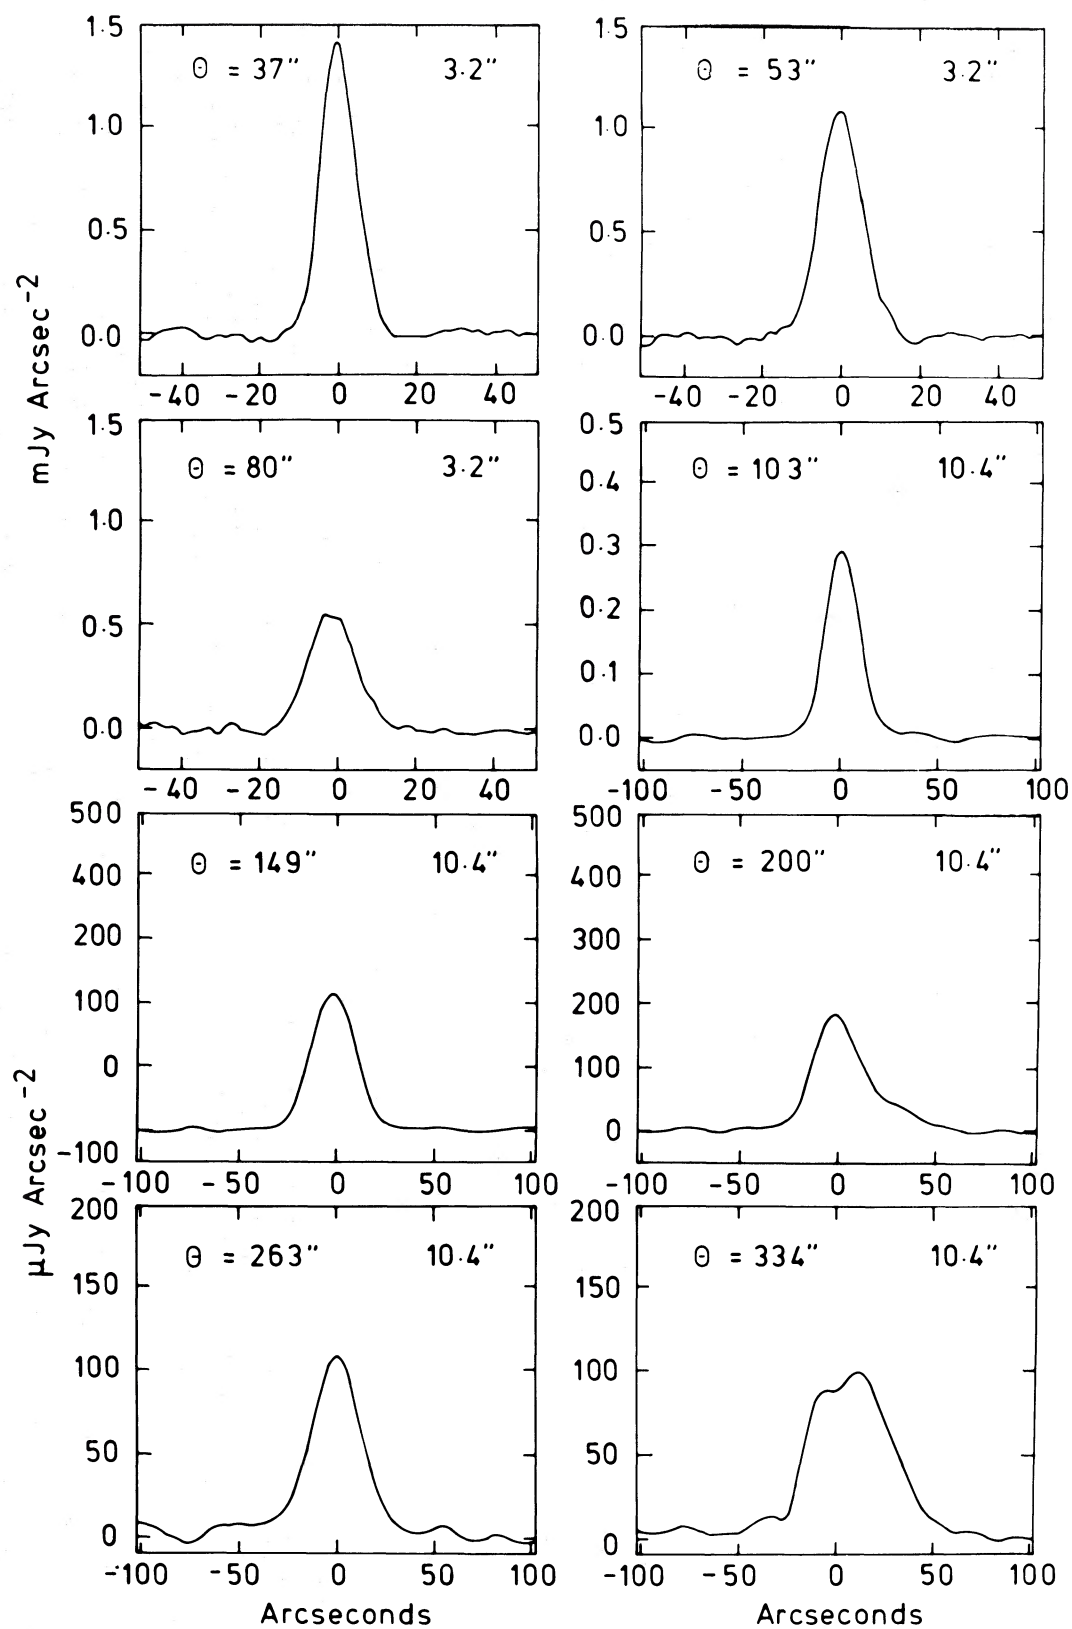 mJy Arcsec⁻²
μJy Arcsec⁻²
1.5
1.0
0.5
0.0
θ = 37" 3.2"
-40 -20 0 20 40
1.5
1.0
0.5
0.0
θ = 53" 3.2"
-40 -20 0 20 40
1.5
1.0
0.5
0.0
θ = 80" 3.2"
-40 -20 0 20 40
0.5
0.4
0.3
0.2
0.1
0.0
θ = 103" 10.4"
-100 -50 0 50 100
500
400
200
100
0
-100
θ = 149" 10.4"
-100 -50 0 50 100
500
400
300
200
100
0
θ = 200" 10.4"
-100 -50 0 50 100
200
150
100
50
0
θ = 263" 10.4"
-100 -50 0 50 100
Arcseconds
200
150
100
50
0
θ = 334" 10.4"
-100 -50 0 50 100
Arcseconds